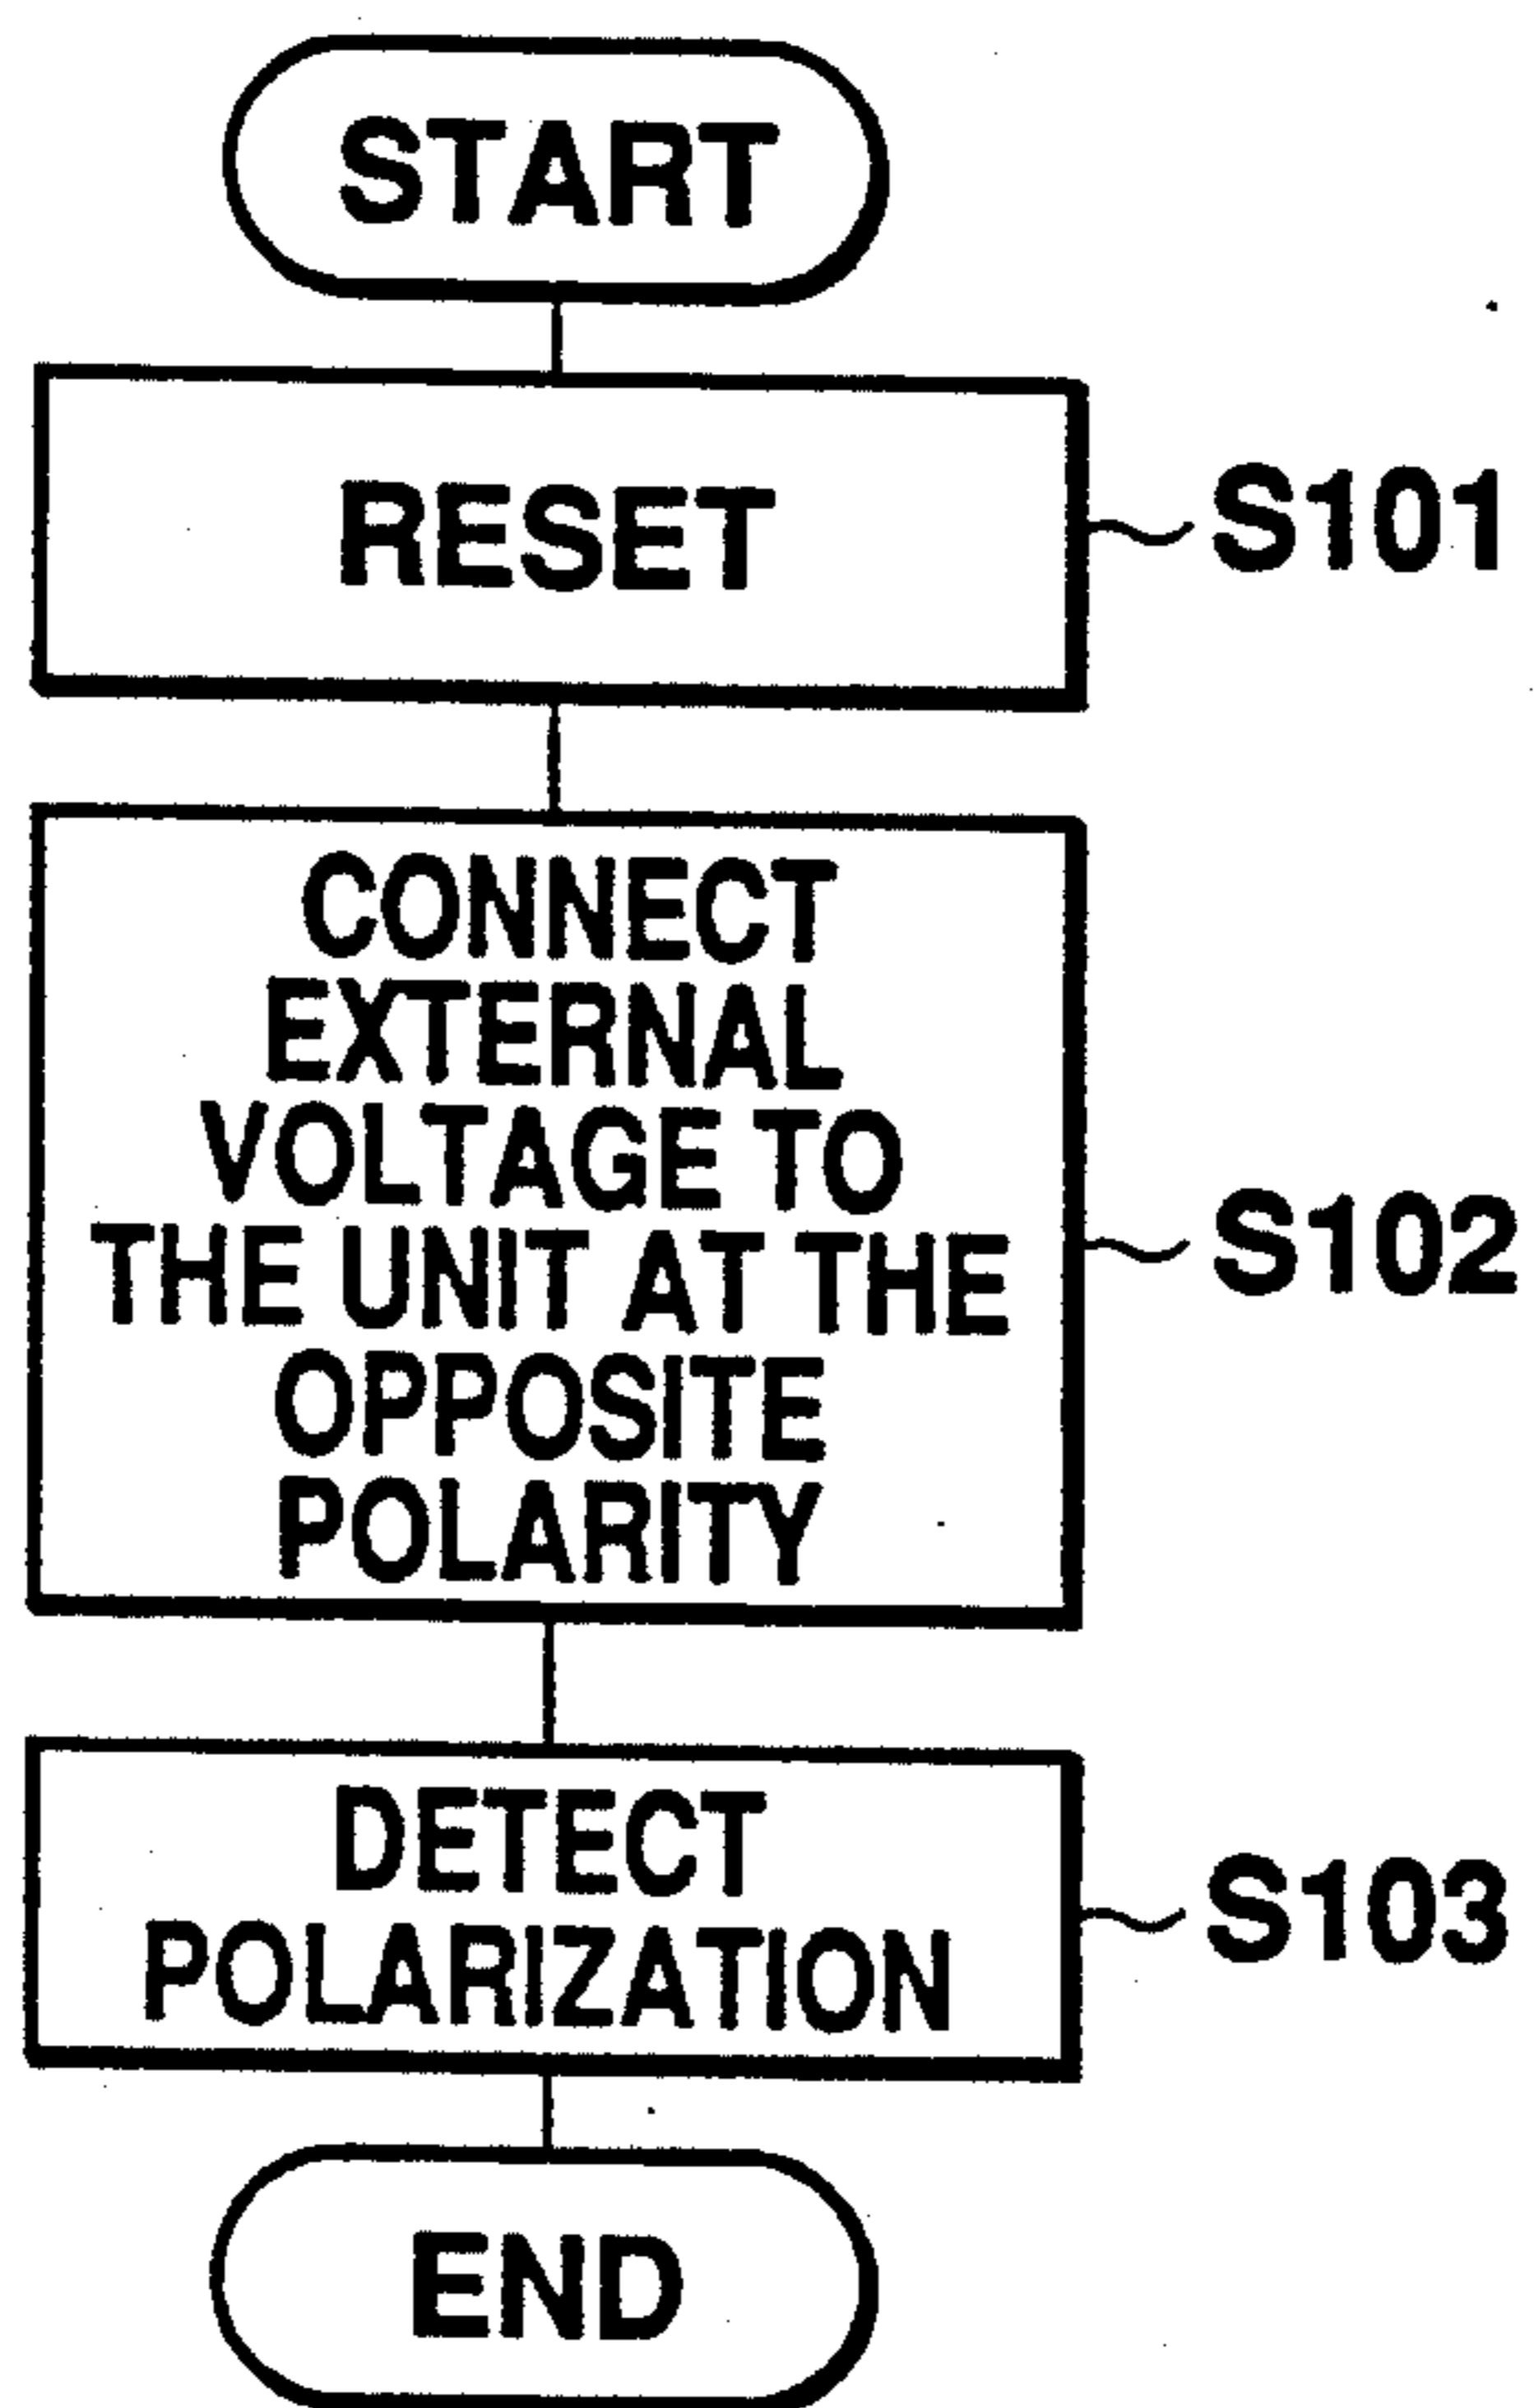 START
RESET
S101
CONNECT
EXTERNAL
VOLTAGE TO
THE UNIT AT THE
OPPOSITE
POLARITY
S102
DETECT
POLARIZATION
S103
END